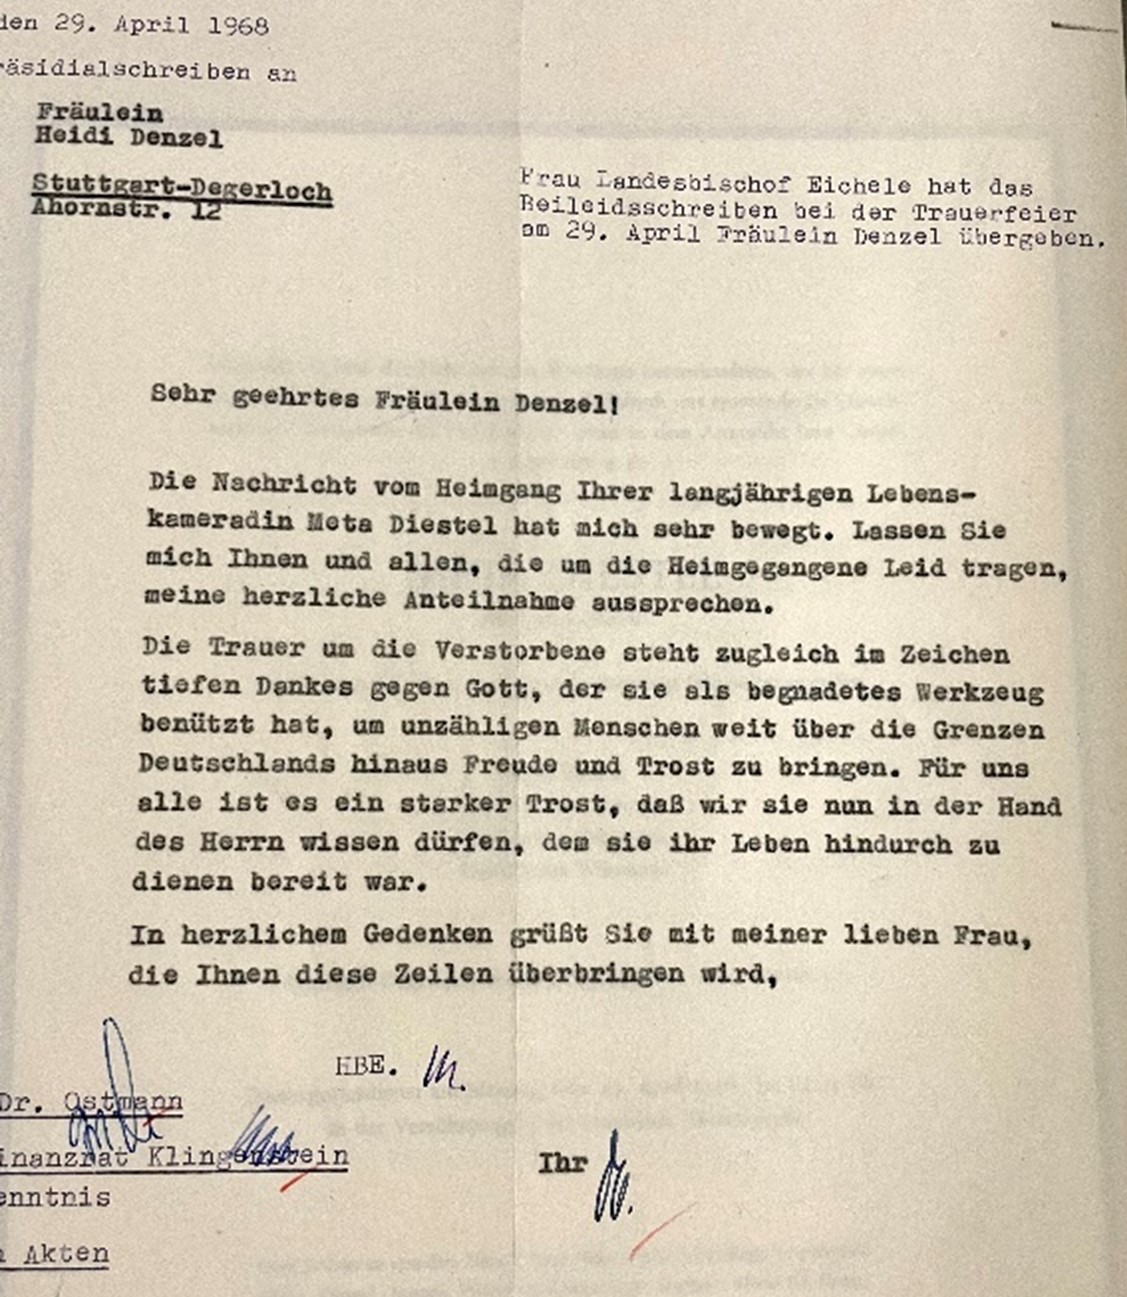 den 29. April 1968
räsidialschreiben an
Fräulein
Heidi Denzel
Stuttgart-Degerloch
Ahornstr. 12
Frau Landesbischof Eichele hat das
Beileidsschreiben bei der Trauerfeier
am 29. April Fräulein Denzel übergeben.
Sehr geehrtes Fräulein Denzel!
Die Nachricht vom Heimgang Ihrer langjährigen Lebens-
kameradin Meta Diestel hat mich sehr bewegt. Lassen Sie
mich Ihnen und allen, die um die Heimgegangene Leid tragen,
meine herzliche Anteilnahme aussprechen.
Die Trauer um die Verstorbene steht zugleich im Zeichen
tiefen Dankes gegen Gott, der sie als begnadetes Werkzeug
benützt hat, um unzähligen Menschen weit über die Grenzen
Deutschlands hinaus Freude und Trost zu bringen. Für uns
alle ist es ein starker Trost, daß wir sie nun in der Hand
des Herrn wissen dürfen, dem sie ihr Leben hindurch zu
dienen bereit war.
In herzlichem Gedenken grüßt Sie mit meiner lieben Frau,
die Ihnen diese Zeilen überbringen wird,
HBE.
Dr. Ostmann
inanzrat Klingenstein
Ihr
enntnis
Akten